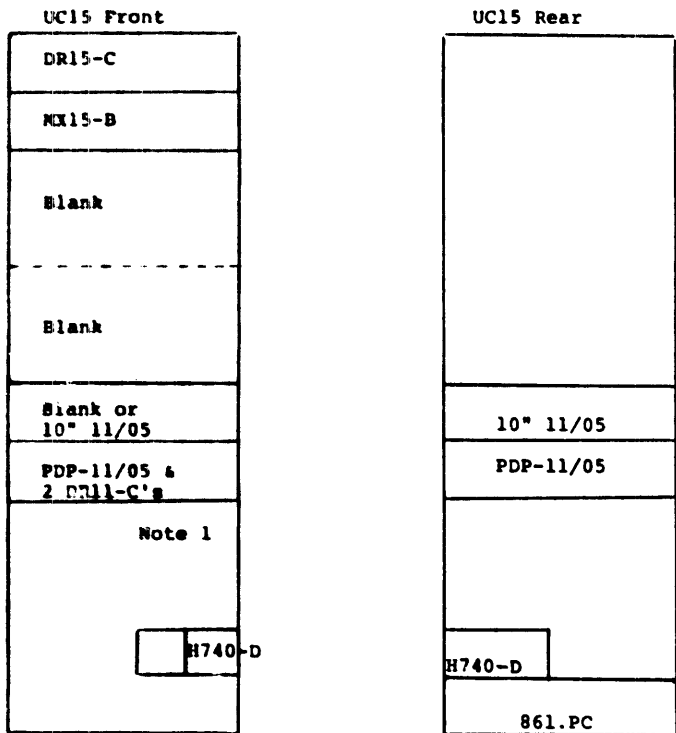 UC15 Front
DR15-C
MX15-B
Blank
Blank
Blank or
10" 11/05
PDP-11/05 &
2 DR11-C's
Note 1
H740-D
UC15 Rear
10" 11/05
PDP-11/05
H740-D
861.PC